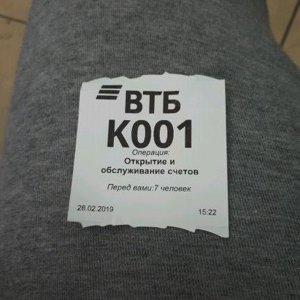 ВТБ
К001
Операция:
Открытие и
обслуживание счетов
Перед вами:7 человек
28.02.2019 15:22